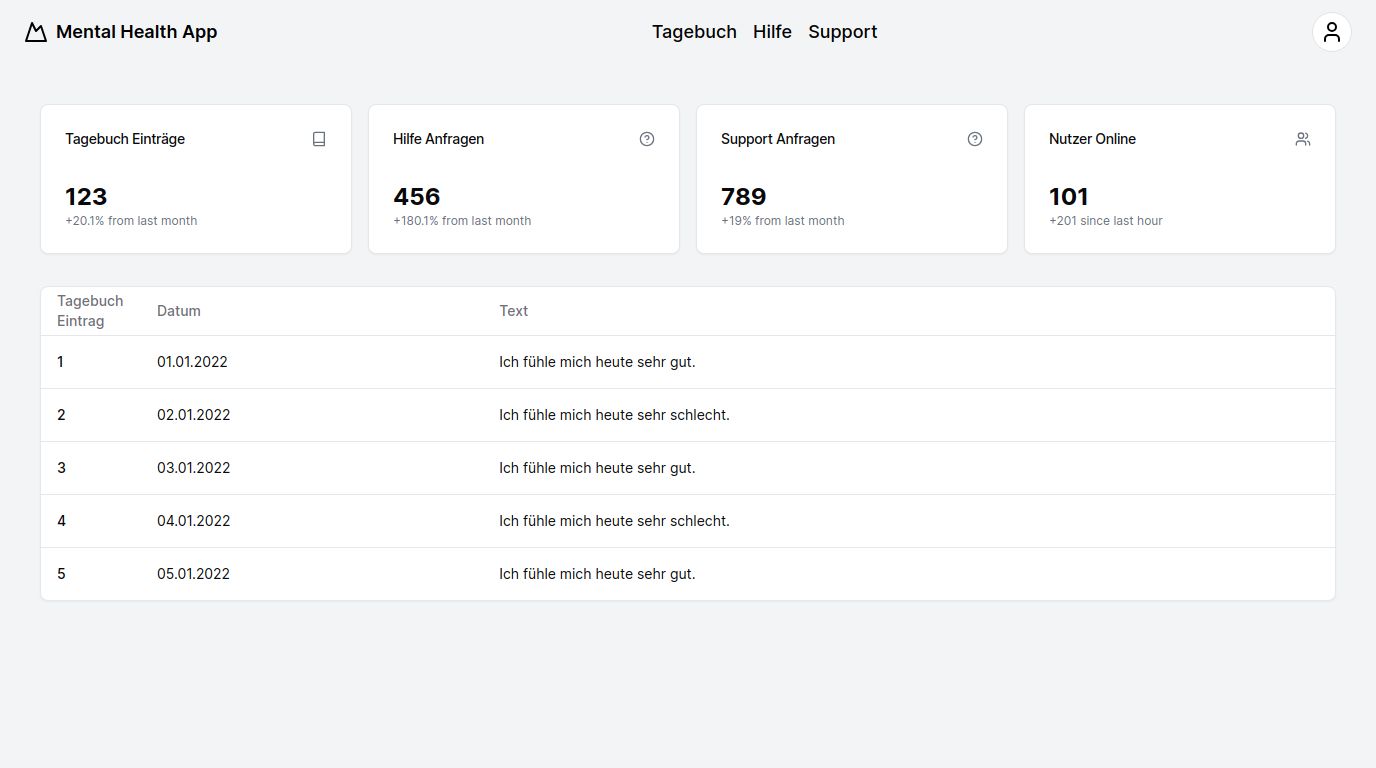 Mental Health App
Tagebuch Hilfe Support
Tagebuch Einträge
123
+20.1% from last month
Hilfe Anfragen
456
+180.1% from last month
Support Anfragen
789
+19% from last month
Nutzer Online
101
+201 since last hour
Tagebuch
Eintrag
Datum
Text
1 01.01.2022 Ich fühle mich heute sehr gut.
2 02.01.2022 Ich fühle mich heute sehr schlecht.
3 03.01.2022 Ich fühle mich heute sehr gut.
4 04.01.2022 Ich fühle mich heute sehr schlecht.
5 05.01.2022 Ich fühle mich heute sehr gut.